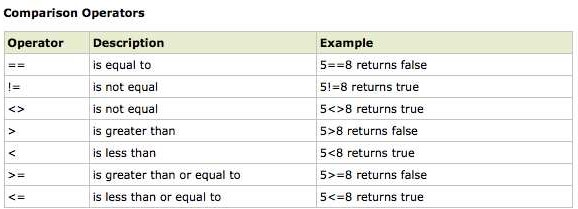 Comparison Operators
Operator Description Example
== is equal to 5==8 returns false
!= is not equal 5!=8 returns true
<> is not equal 5<>8 returns true
> is greater than 5>8 returns false
< is less than 5<8 returns true
>= is greater than or equal to 5>=8 returns false
<= is less than or equal to 5<=8 returns true